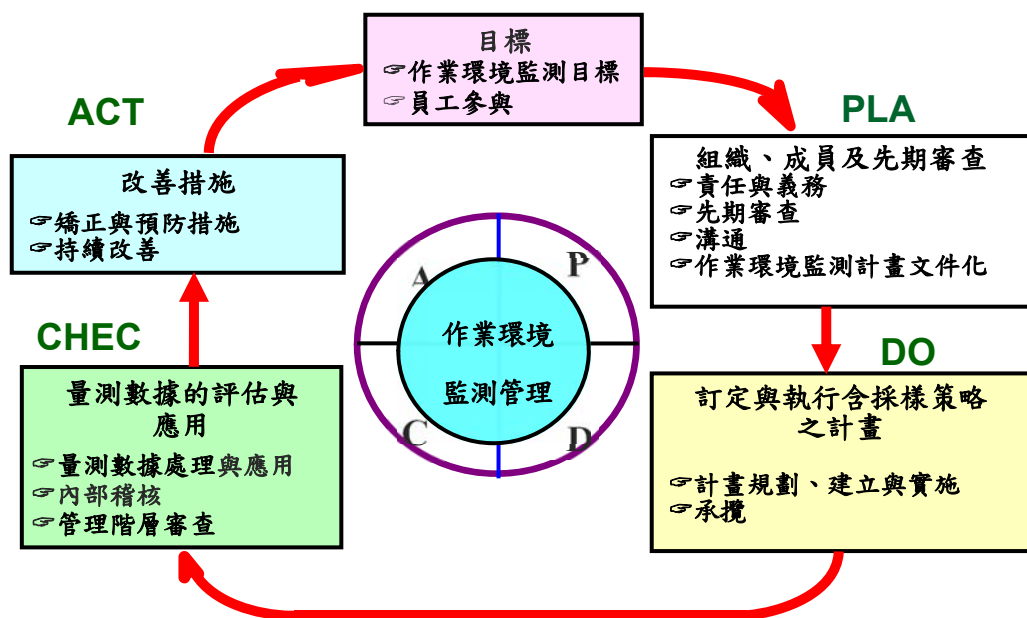 目標
☞作業環境監測目標
☞員工參與
ACT
PLA
組織、成員及先期審查
☞責任與義務
☞先期審查
☞溝通
☞作業環境監測計畫文件化
改善措施
☞矯正與預防措施
☞持續改善
A
P
作業環境
監測管理
C
D
CHEC
DO
量測數據的評估與
應用
☞量測數據處理與應用
☞內部稽核
☞管理階層審查
訂定與執行含採樣策略
之計畫
☞計畫規劃、建立與實施
☞承攬